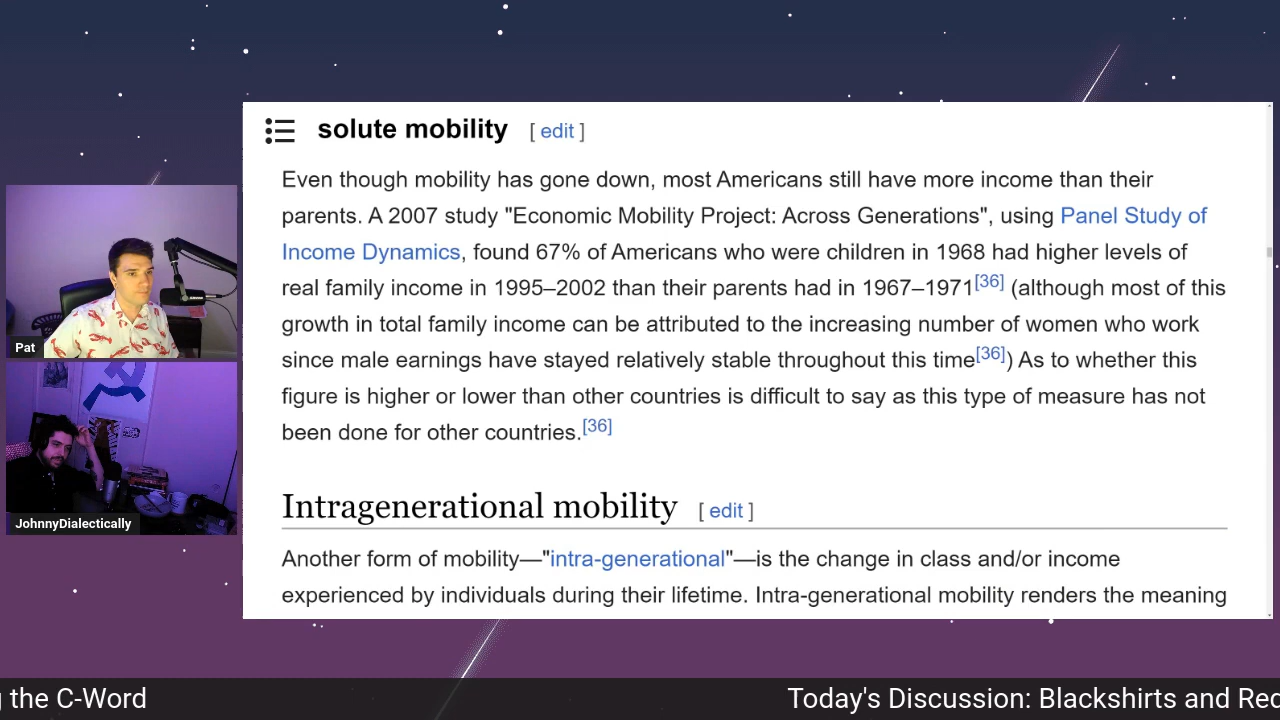 solute mobility [ edit ]
Even though mobility has gone down, most Americans still have more income than their
parents. A 2007 study "Economic Mobility Project: Across Generations", using Panel Study of
Income Dynamics, found 67% of Americans who were children in 1968 had higher levels of
real family income in 1995–2002 than their parents had in 1967–1971[36] (although most of this
growth in total family income can be attributed to the increasing number of women who work
since male earnings have stayed relatively stable throughout this time[36]) As to whether this
figure is higher or lower than other countries is difficult to say as this type of measure has not
been done for other countries.[36]
Intragenerational mobility [ edit ]
Another form of mobility—"intra-generational"—is the change in class and/or income
experienced by individuals during their lifetime. Intra-generational mobility renders the meaning
Pat
JohnnyDialectically
the C-Word
Today's Discussion: Blackshirts and